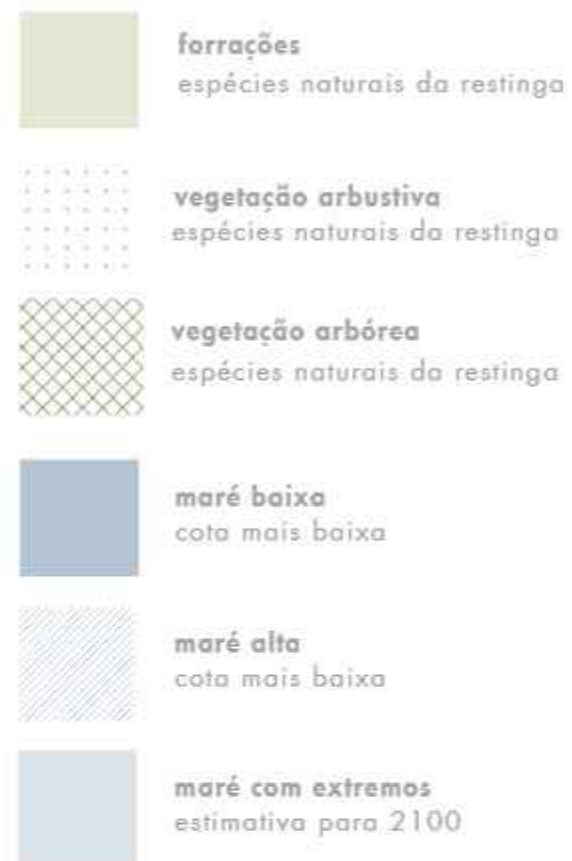 forrações
espécies naturais da restinga
vegetação arbustiva
espécies naturais da restinga
vegetação arbórea
espécies naturais da restinga
maré baixa
cota mais baixa
maré alta
cota mais baixa
maré com extremos
estimativa para 2100